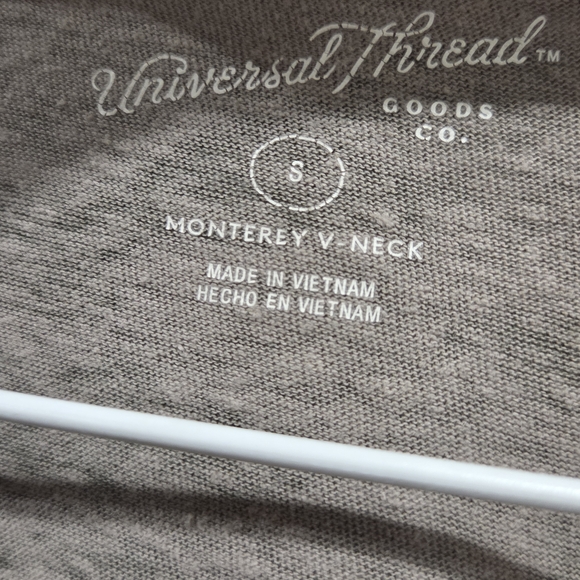 Universal Thread™
GOODS
CO.
S
MONTEREY V-NECK
MADE IN VIETNAM
HECHO EN VIETNAM